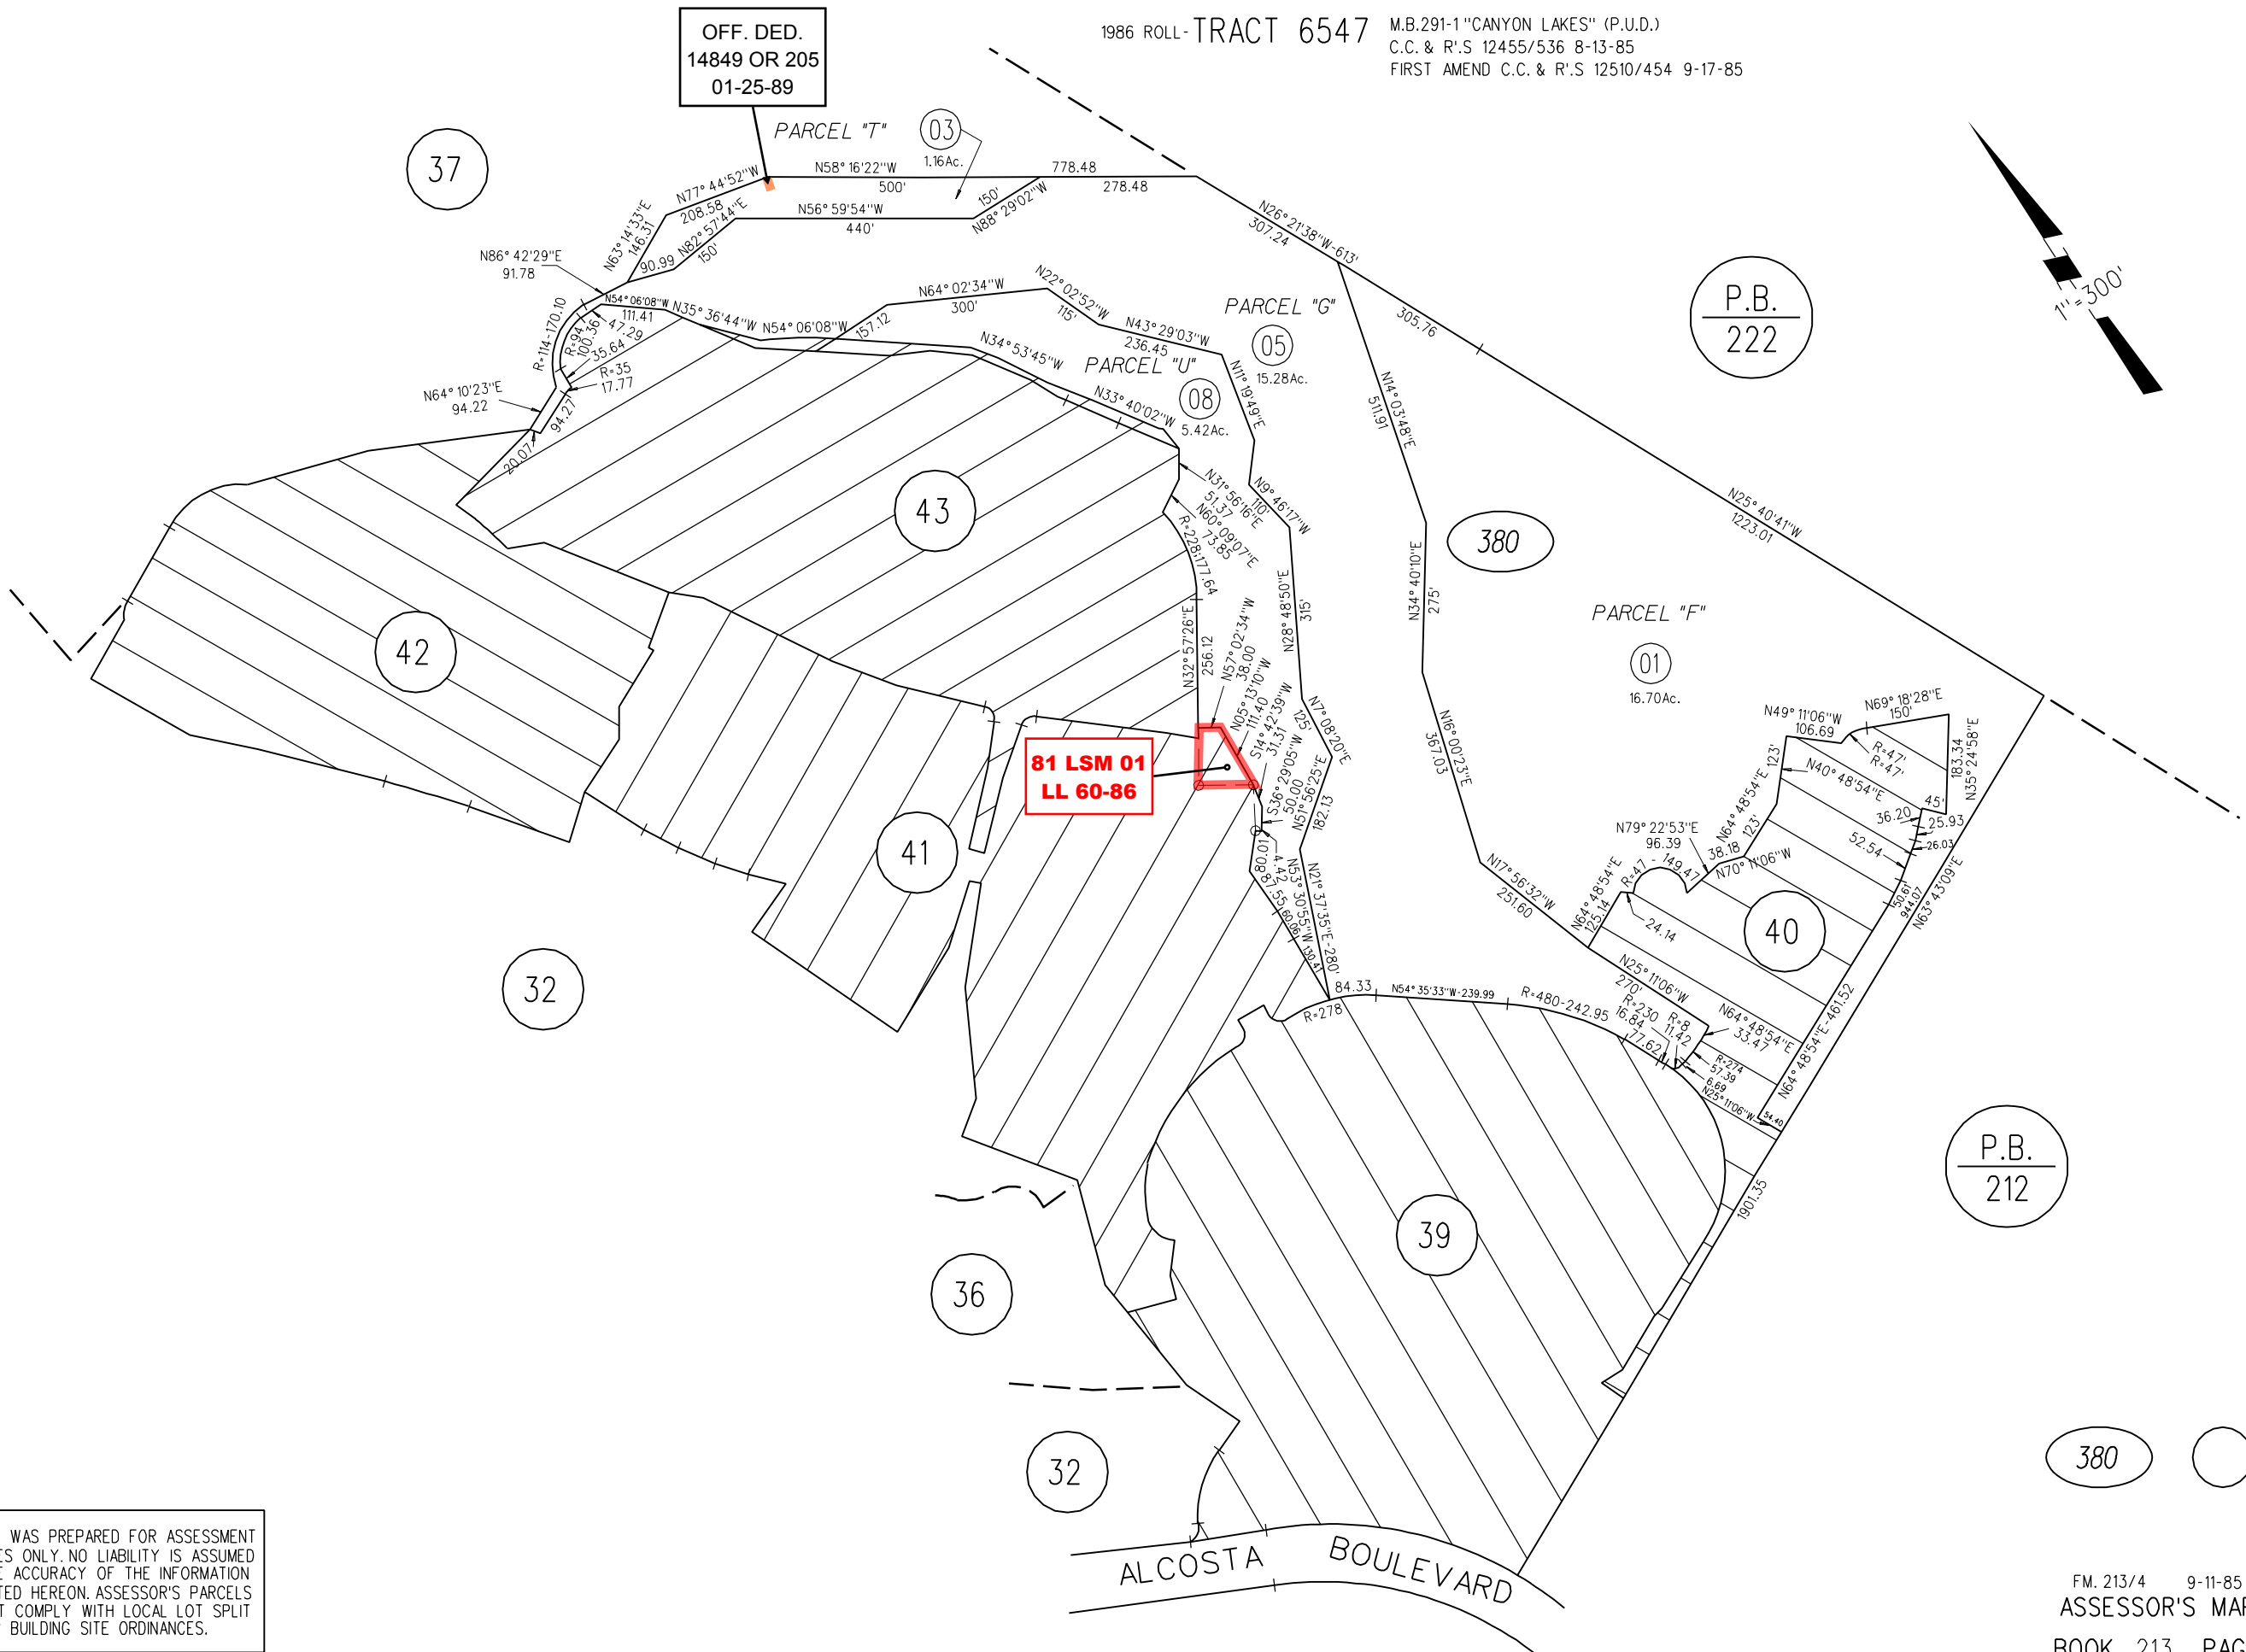 1986 ROLL- TRACT 6547
M.B.291-1 "CANYON LAKES" (P.U.D.)
C.C. & R'.S 12455/536 8-13-85
FIRST AMEND C.C. & R'.S 12510/454 9-17-85
OFF. DED.
14849 OR 205
01-25-89
37
PARCEL "T"
03
1.16Ac.
N58°16'22"W
500'
778.48
278.48
N77°44'52"W
208.58
N63°14'33"E
146.31
N82°57'44"E
150'
90.99
N56°59'54"W
440'
150'
N88°29'02"W
N86°42'29"E
91.78
N26°21'38"W-613'
307.24
305.76
P.B.
222
1"=300'
R=114-170.10
R=94
100.36
N54°06'08"W
111.41
47.29
35.64
R=35
17.77
N35°36'44"W
N54°06'08"W
157.12
N64°02'34"W
300'
N22°02'52"W
115'
N43°29'03"W
236.45
PARCEL "G"
05
15.28Ac.
N34°53'45"W
PARCEL "U"
08
5.42Ac.
N33°40'02"W
N11°19'49"E
N64°10'23"E
94.22
94.27
20.07
N14°03'48"E
511.91
N9°46'17"W
110'
N31°56'16"E
51.37
N60°09'07"E
73.85
R=228;177.64
43
380
N25°40'41"W
1223.01
N34°40'10"E
275'
N28°48'50"E
315'
N32°57'26"E
256.12
N57°02'34"W
38.00
N05°13'10"W
111.40
S14°42'39"W
31.31
S36°29'05"W
50.00
N51°56'25"E
182.13
N7°08'20"E
125'
42
PARCEL "F"
01
16.70Ac.
N16°00'23"E
367.03
81 LSM 01
LL 60-86
N69°18'28"E
150'
N49°11'06"W
106.69
R=47'
R=47'
183.34
N35°24'58"E
N40°48'54"E
123'
N64°48'54"E
123'
45'
36.20
25.93
26.03
52.54
N79°22'53"E
96.39
38.18
N70°11'06"W
50.61
944.07
N63°43'09"E
41
80.01
4.42
87.55
60.06
N53°30'55"W
130.41
N21°37'35"E-280'
N17°56'32"W
251.60
N64°48'54"E
125.14
R=47 - 149.47
24.14
40
32
84.33
R=278
N54°35'33"W-239.99
R=480-242.95
N25°11'06"W
270'
R=230
16.84
R=8
11.42
77.62
N64°48'54"E
33.47
R=274
57.39
6.69
N25°11'06"W
54.40
N64°48'54"E-461.52
P.B.
212
1901.35
39
36
32
ALCOSTA BOULEVARD
380
WAS PREPARED FOR ASSESSMENT
ONLY. NO LIABILITY IS ASSUMED
ACCURACY OF THE INFORMATION
HEREON. ASSESSOR'S PARCELS
COMPLY WITH LOCAL LOT SPLIT
BUILDING SITE ORDINANCES.
FM. 213/4 9-11-85
ASSESSOR'S MAP
BOOK 213 PAG